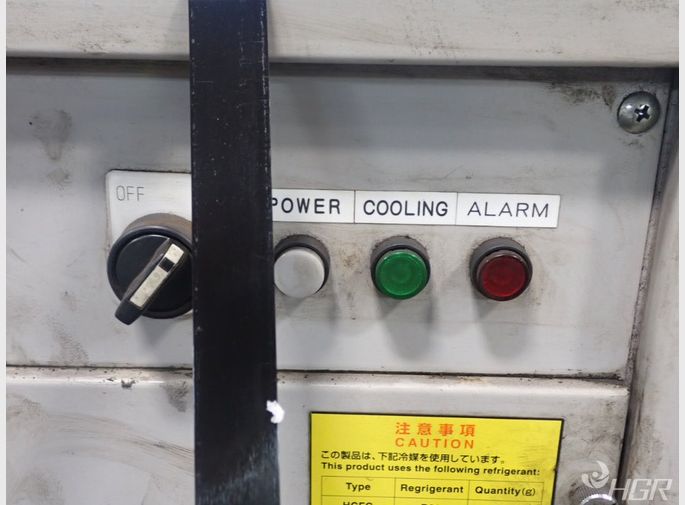 OFF
POWER COOLING ALARM
注意事項
CAUTION
この製品は、下記冷媒を使用しています。
This product uses the following refrigerant:
Type Regrigerant Quantity(g)
HGR